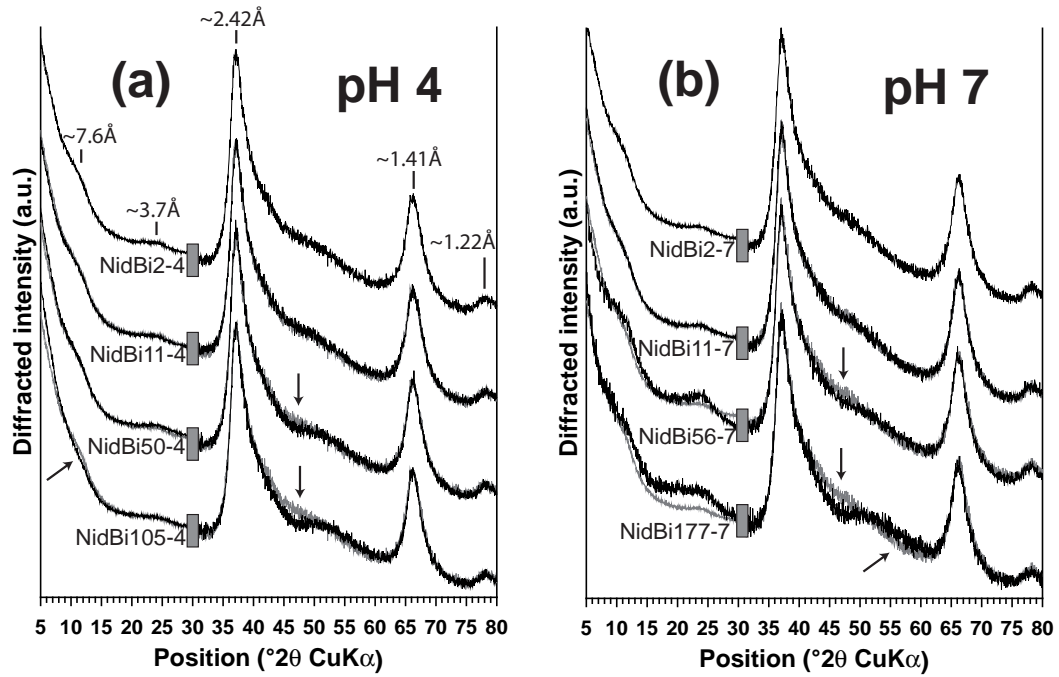 (a)
pH 4
~2.42Å
~7.6Å
~3.7Å
~1.41Å
~1.22Å
NidBi2-4
NidBi11-4
NidBi50-4
NidBi105-4
Diffracted intensity (a.u.)
5 10 15 20 25 30 35 40 45 50 55 60 65 70 75 80
Position (°2θ CuKα)
(b)
pH 7
NidBi2-7
NidBi11-7
NidBi56-7
NidBi177-7
Diffracted intensity (a.u.)
5 10 15 20 25 30 35 40 45 50 55 60 65 70 75 80
Position (°2θ CuKα)